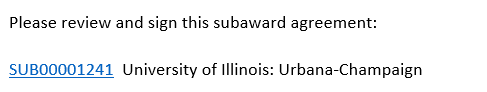 Please review and sign this subaward agreement:
SUB00001241 University of Illinois: Urbana-Champaign